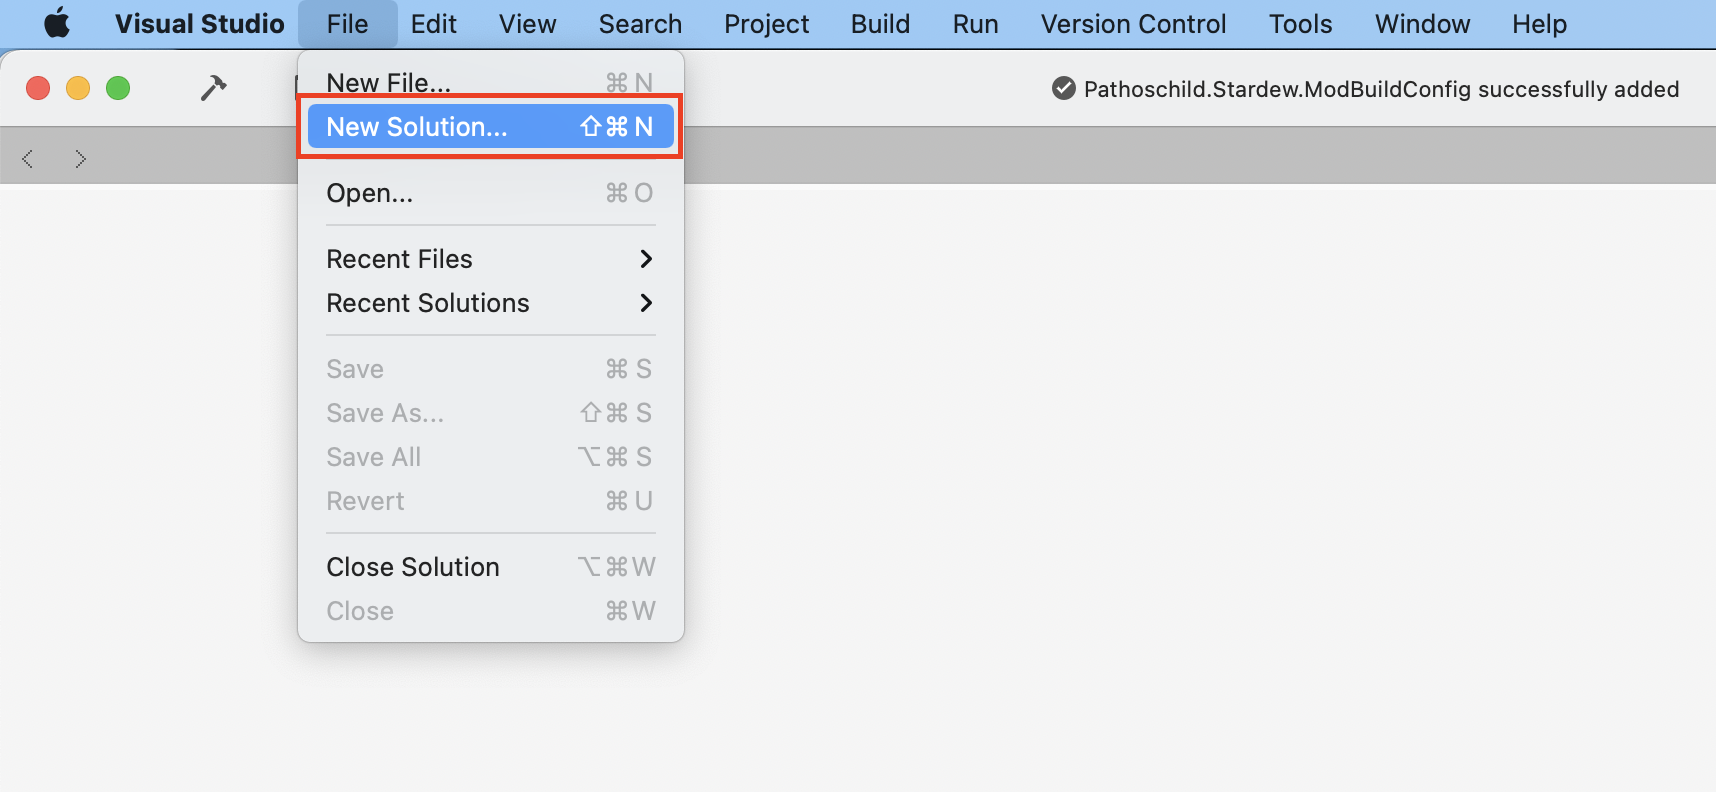 Visual Studio File Edit View Search Project Build Run Version Control Tools Window Help
Pathoschild.Stardew.ModBuildConfig successfully added
New File... ⌘ N
New Solution... ⇧⌘ N
Open... ⌘ O
Recent Files
Recent Solutions
Save ⌘ S
Save As... ⇧⌘ S
Save All ⌥⌘ S
Revert ⌘ U
Close Solution ⌥⌘ W
Close ⌘ W